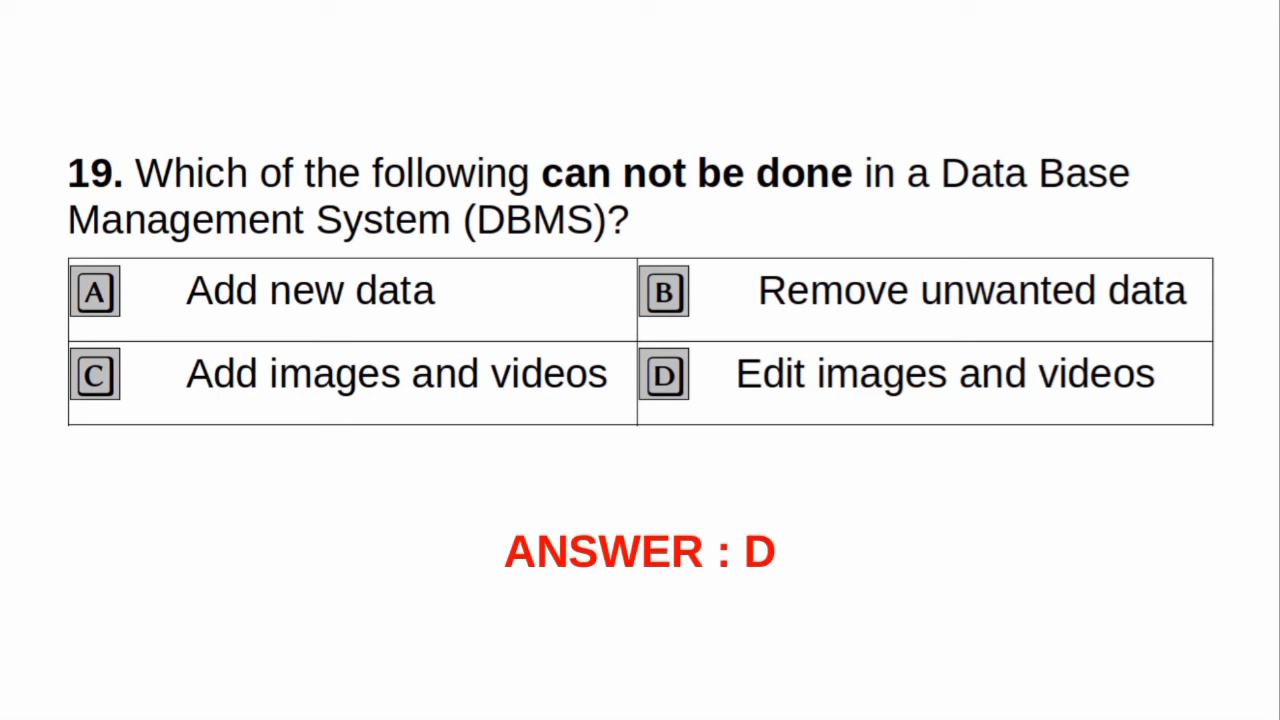 19. Which of the following can not be done in a Data Base
Management System (DBMS)?
A Add new data
B Remove unwanted data
C Add images and videos
D Edit images and videos
ANSWER : D